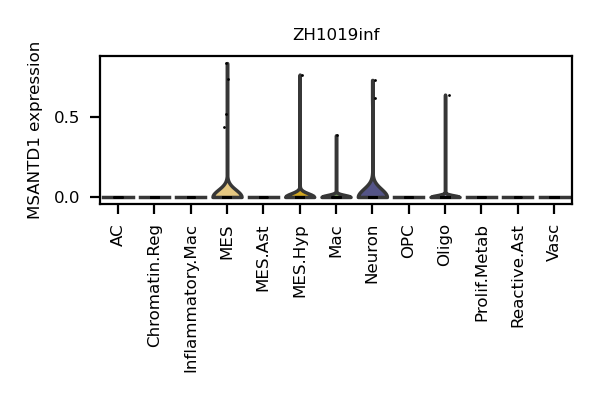 ZH1019inf
MSANTD1 expression
0.5
0.0
AC
Chromatin.Reg
Inflammatory.Mac
MES
MES.Ast
MES.Hyp
Mac
Neuron
OPC
Oligo
Prolif.Metab
Reactive.Ast
Vasc